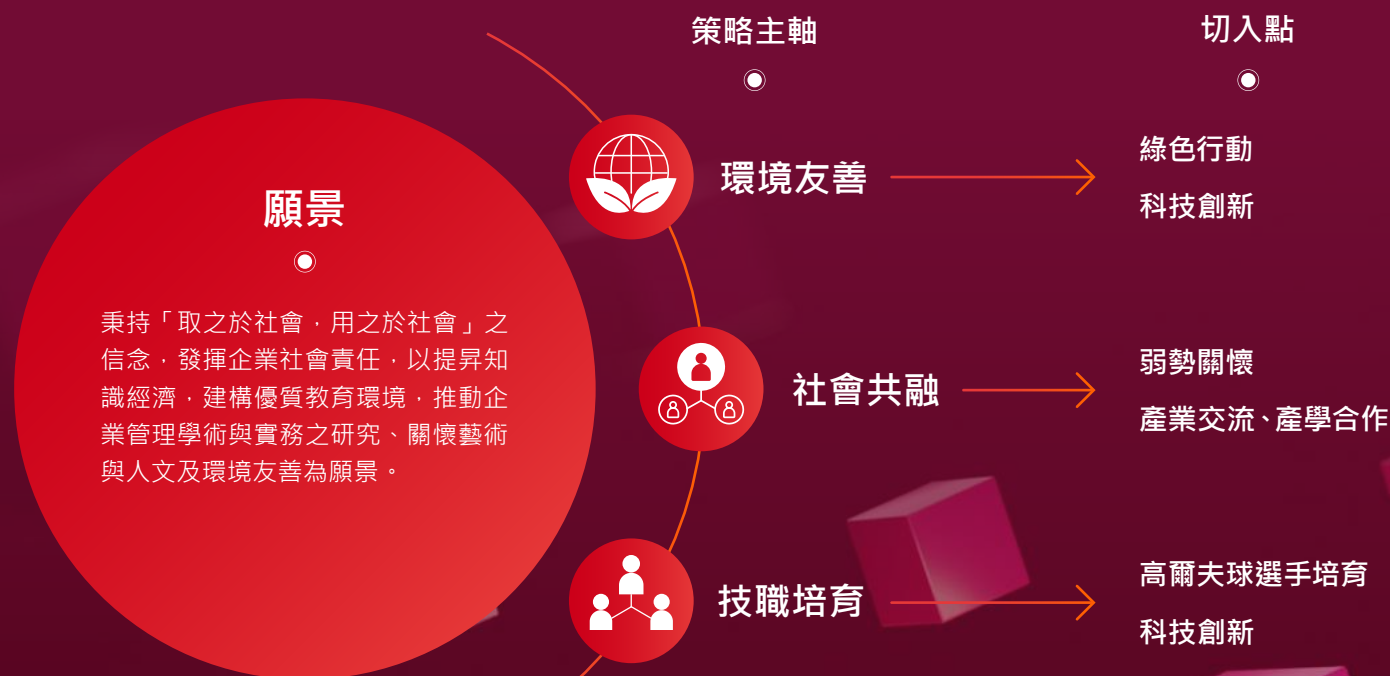 策略主軸
切入點
願景
秉持「取之於社會，用之於社會」之
信念，發揮企業社會責任，以提昇知
識經濟，建構優質教育環境，推動企
業管理學術與實務之研究、關懷藝術
與人文及環境友善為願景。
環境友善
綠色行動
科技創新
社會共融
弱勢關懷
產業交流、產學合作
技職培育
高爾夫球選手培育
科技創新